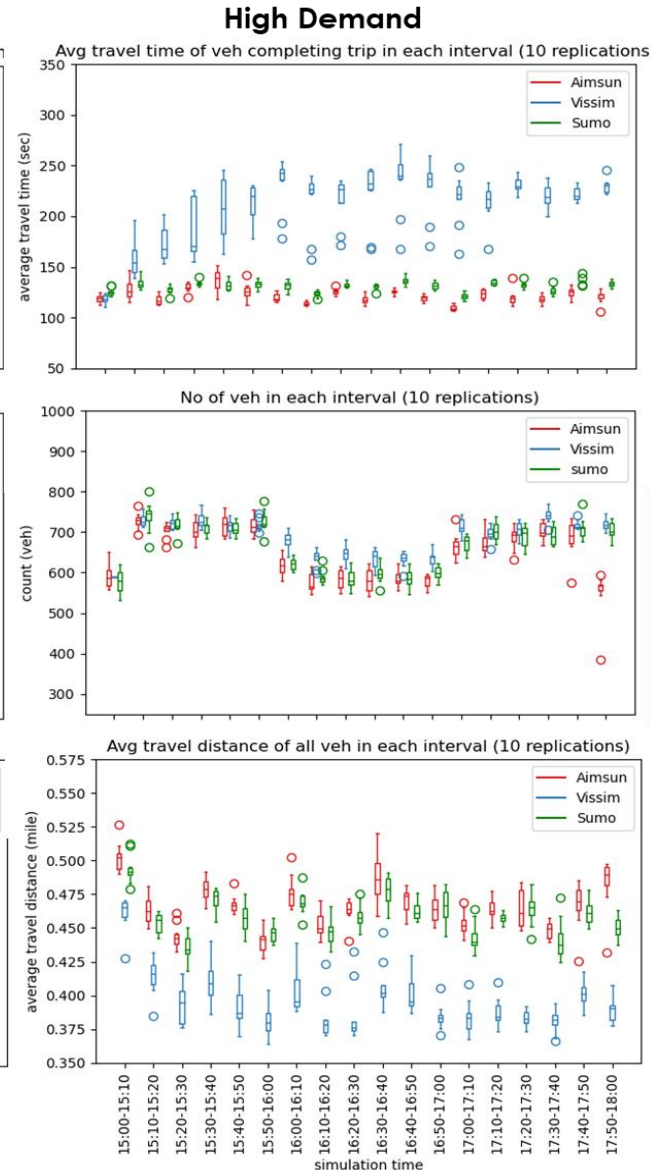 High Demand
Avg travel time of veh completing trip in each interval (10 replications
350
300
250
200
150
100
50
average travel time (sec)
Aimsun
Vissim
Sumo
No of veh in each interval (10 replications)
1000
900
800
700
600
500
400
300
count (veh)
Aimsun
Vissim
sumo
Avg travel distance of all veh in each interval (10 replications)
0.575
0.550
0.525
0.500
0.475
0.450
0.425
0.400
0.375
0.350
average travel distance (mile)
Aimsun
Vissim
Sumo
15:00-15:10
15:10-15:20
15:20-15:30
15:30-15:40
15:40-15:50
15:50-16:00
16:00-16:10
16:10-16:20
16:20-16:30
16:30-16:40
16:40-16:50
16:50-17:00
17:00-17:10
17:10-17:20
17:20-17:30
17:30-17:40
17:40-17:50
17:50-18:00
simulation time